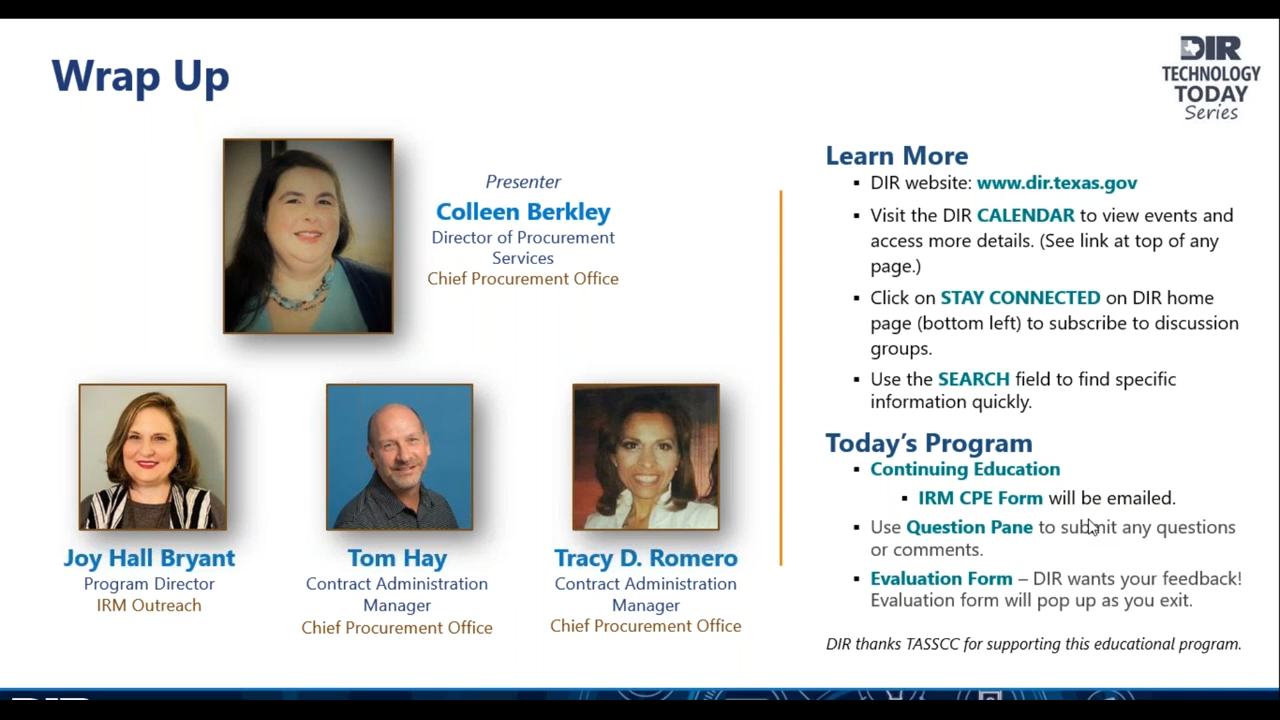 Wrap Up
DIR
TECHNOLOGY
TODAY
Series
Presenter
Colleen Berkley
Director of Procurement
Services
Chief Procurement Office
Joy Hall Bryant
Program Director
IRM Outreach
Tom Hay
Contract Administration
Manager
Chief Procurement Office
Tracy D. Romero
Contract Administration
Manager
Chief Procurement Office
Learn More
▪ DIR website: www.dir.texas.gov
▪ Visit the DIR CALENDAR to view events and
access more details. (See link at top of any
page.)
▪ Click on STAY CONNECTED on DIR home
page (bottom left) to subscribe to discussion
groups.
▪ Use the SEARCH field to find specific
information quickly.
Today's Program
▪ Continuing Education
▪ IRM CPE Form will be emailed.
▪ Use Question Pane to submit any questions
or comments.
▪ Evaluation Form – DIR wants your feedback!
Evaluation form will pop up as you exit.
DIR thanks TASSCC for supporting this educational program.